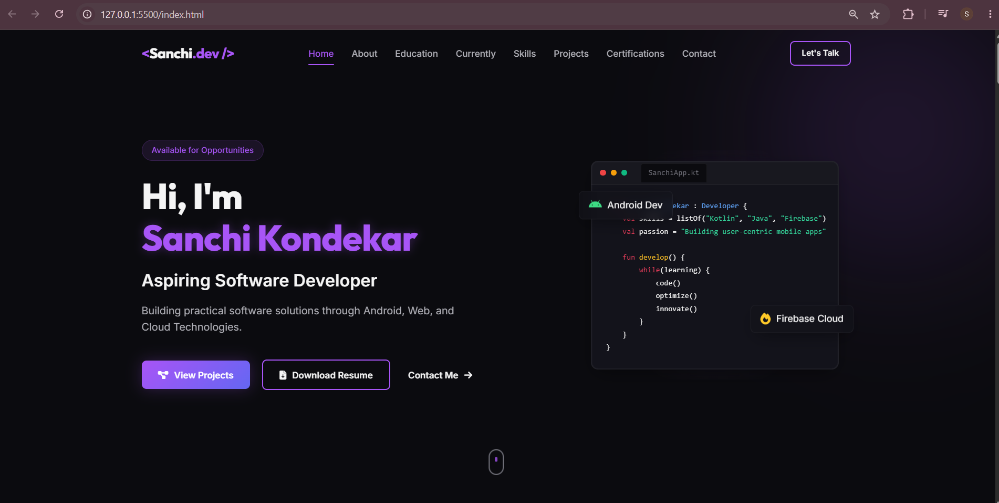 127.0.0.1:5500/index.html
S
<Sanchi.dev />
Home About Education Currently Skills Projects Certifications Contact
Let's Talk
Available for Opportunities
Hi, I'm
Sanchi Kondekar
Aspiring Software Developer
Building practical software solutions through Android, Web, and
Cloud Technologies.
View Projects
Download Resume
Contact Me
SanchiApp.kt
Android Dev
ekar : Developer {
val skills = listOf("Kotlin", "Java", "Firebase")
val passion = "Building user-centric mobile apps"
fun develop() {
while(learning) {
code()
optimize()
innovate()
}
}
}
Firebase Cloud